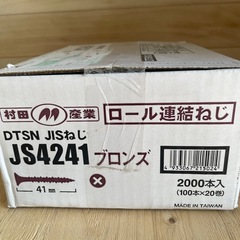 村田 産業 ロール連結ねじ
DTSN JISねじ
JS4241 ブロンズ
41mm
4933067213024
2000本入
(100本×20巻)
MADE IN TAIWAN